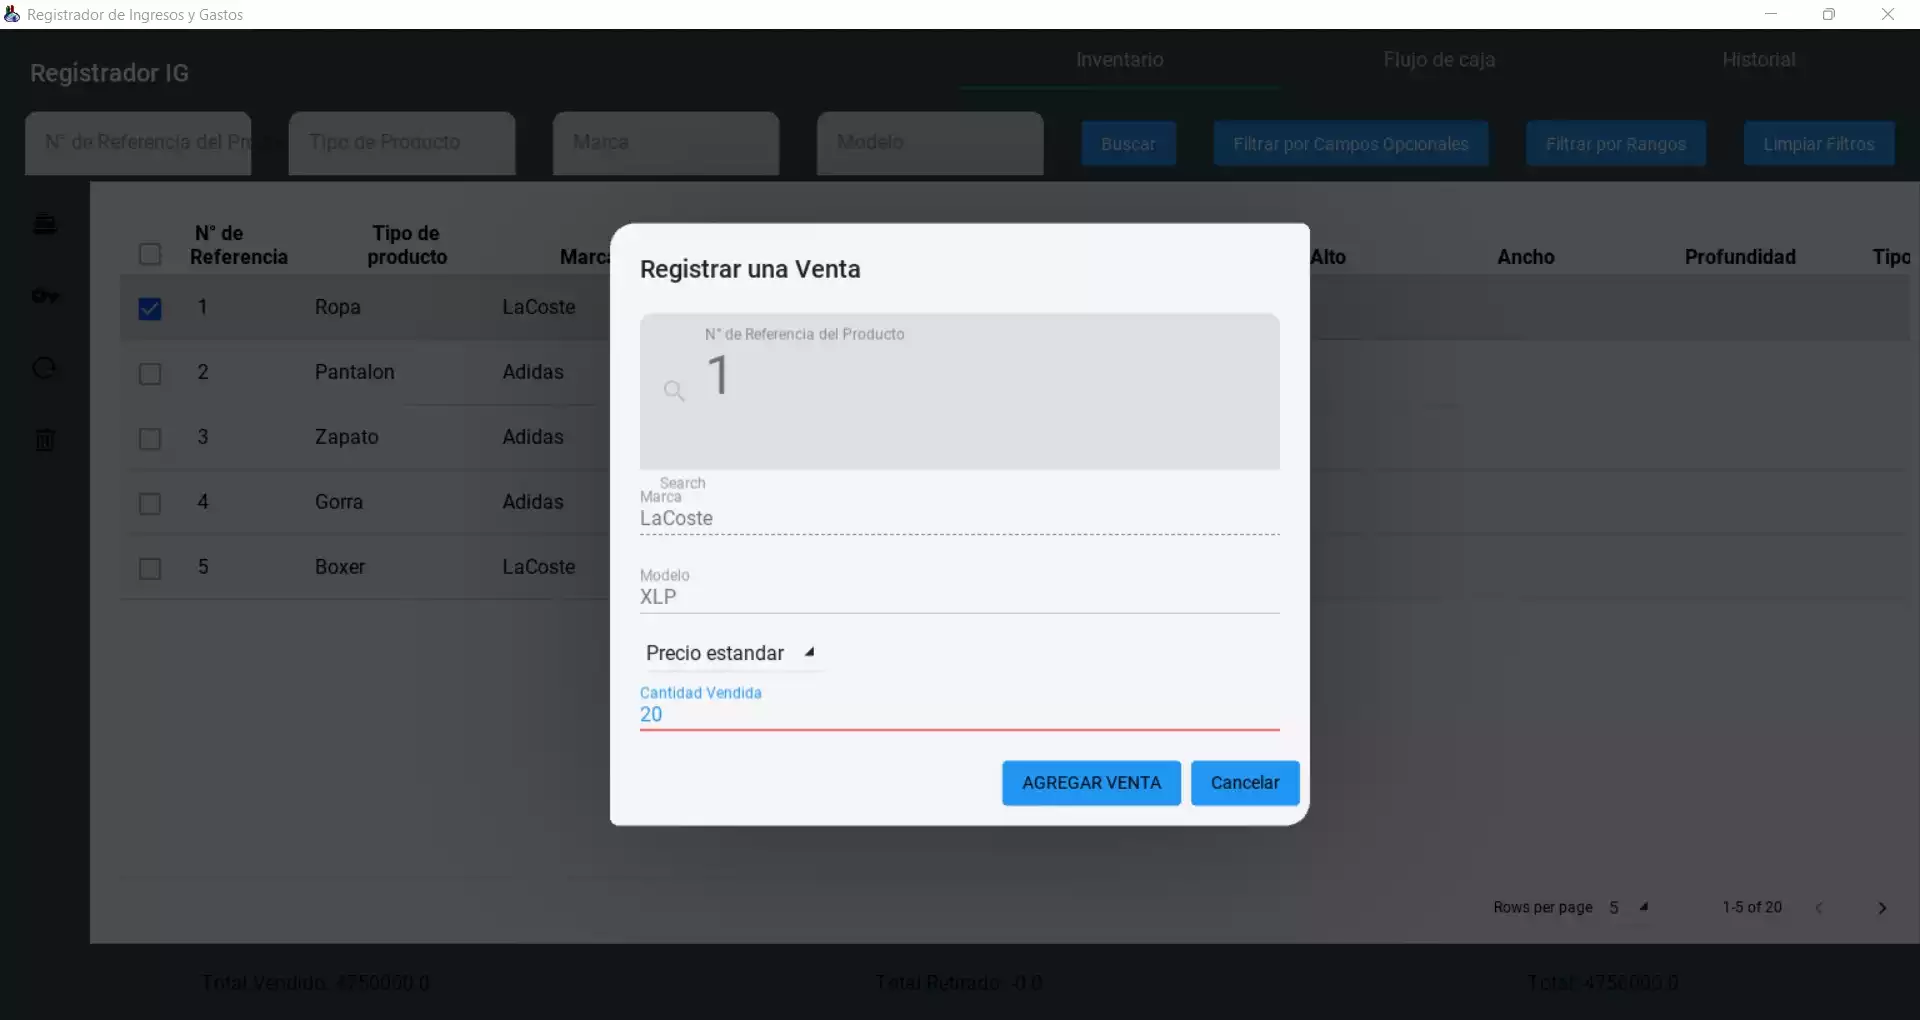 Registrador de Ingresos y Gastos
Registrador IG
Inventario
Flujo de caja
Historial
N° de Referencia del Pr
Tipo de Producto
Marca
Modelo
Buscar
Filtrar por Campos Opcionales
Filtrar por Rangos
Limpiar Filtros
N° de Referencia
Tipo de producto
Marca
Alto
Ancho
Profundidad
Tipo
1 Ropa LaCoste
2 Pantalon Adidas
3 Zapato Adidas
4 Gorra Adidas
5 Boxer LaCoste
Registrar una Venta
N° de Referencia del Producto
1
Search
Marca
LaCoste
Modelo
XLP
Precio estandar
Cantidad Vendida
20
AGREGAR VENTA
Cancelar
Rows per page 5
1-5 of 20
Total Vendido: 4750000.0
Total Retirado: -0.0
Total: 4750000.0